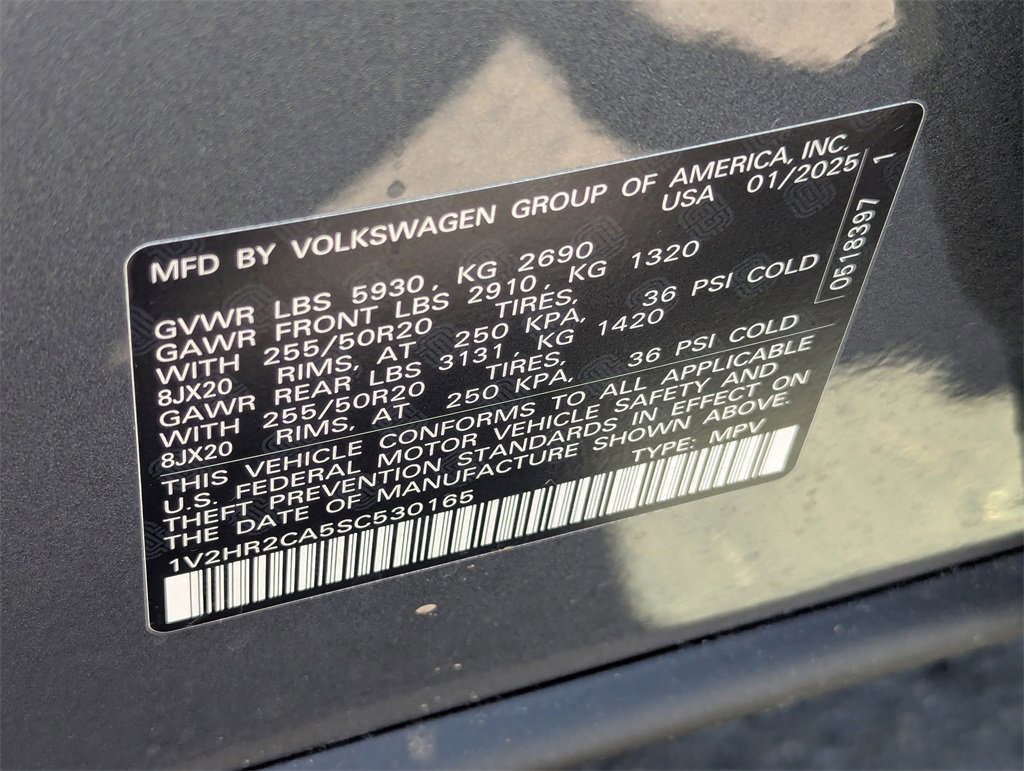 MFD BY VOLKSWAGEN GROUP OF AMERICA, INC.
USA 01/2025
GVWR LBS 5930, KG 2690
GAWR FRONT LBS 2910, KG 1320
WITH 255/50R20 TIRES,
8JX20 RIMS, AT 250 KPA, 36 PSI COLD
GAWR REAR LBS 3131, KG 1420
WITH 255/50R20 TIRES,
8JX20 RIMS, AT 250 KPA, 36 PSI COLD
THIS VEHICLE CONFORMS TO ALL APPLICABLE
U.S. FEDERAL MOTOR VEHICLE SAFETY AND
THEFT PREVENTION STANDARDS IN EFFECT ON
THE DATE OF MANUFACTURE SHOWN ABOVE.
1V2HR2CA5SC530165 TYPE: MPV
0518397 1